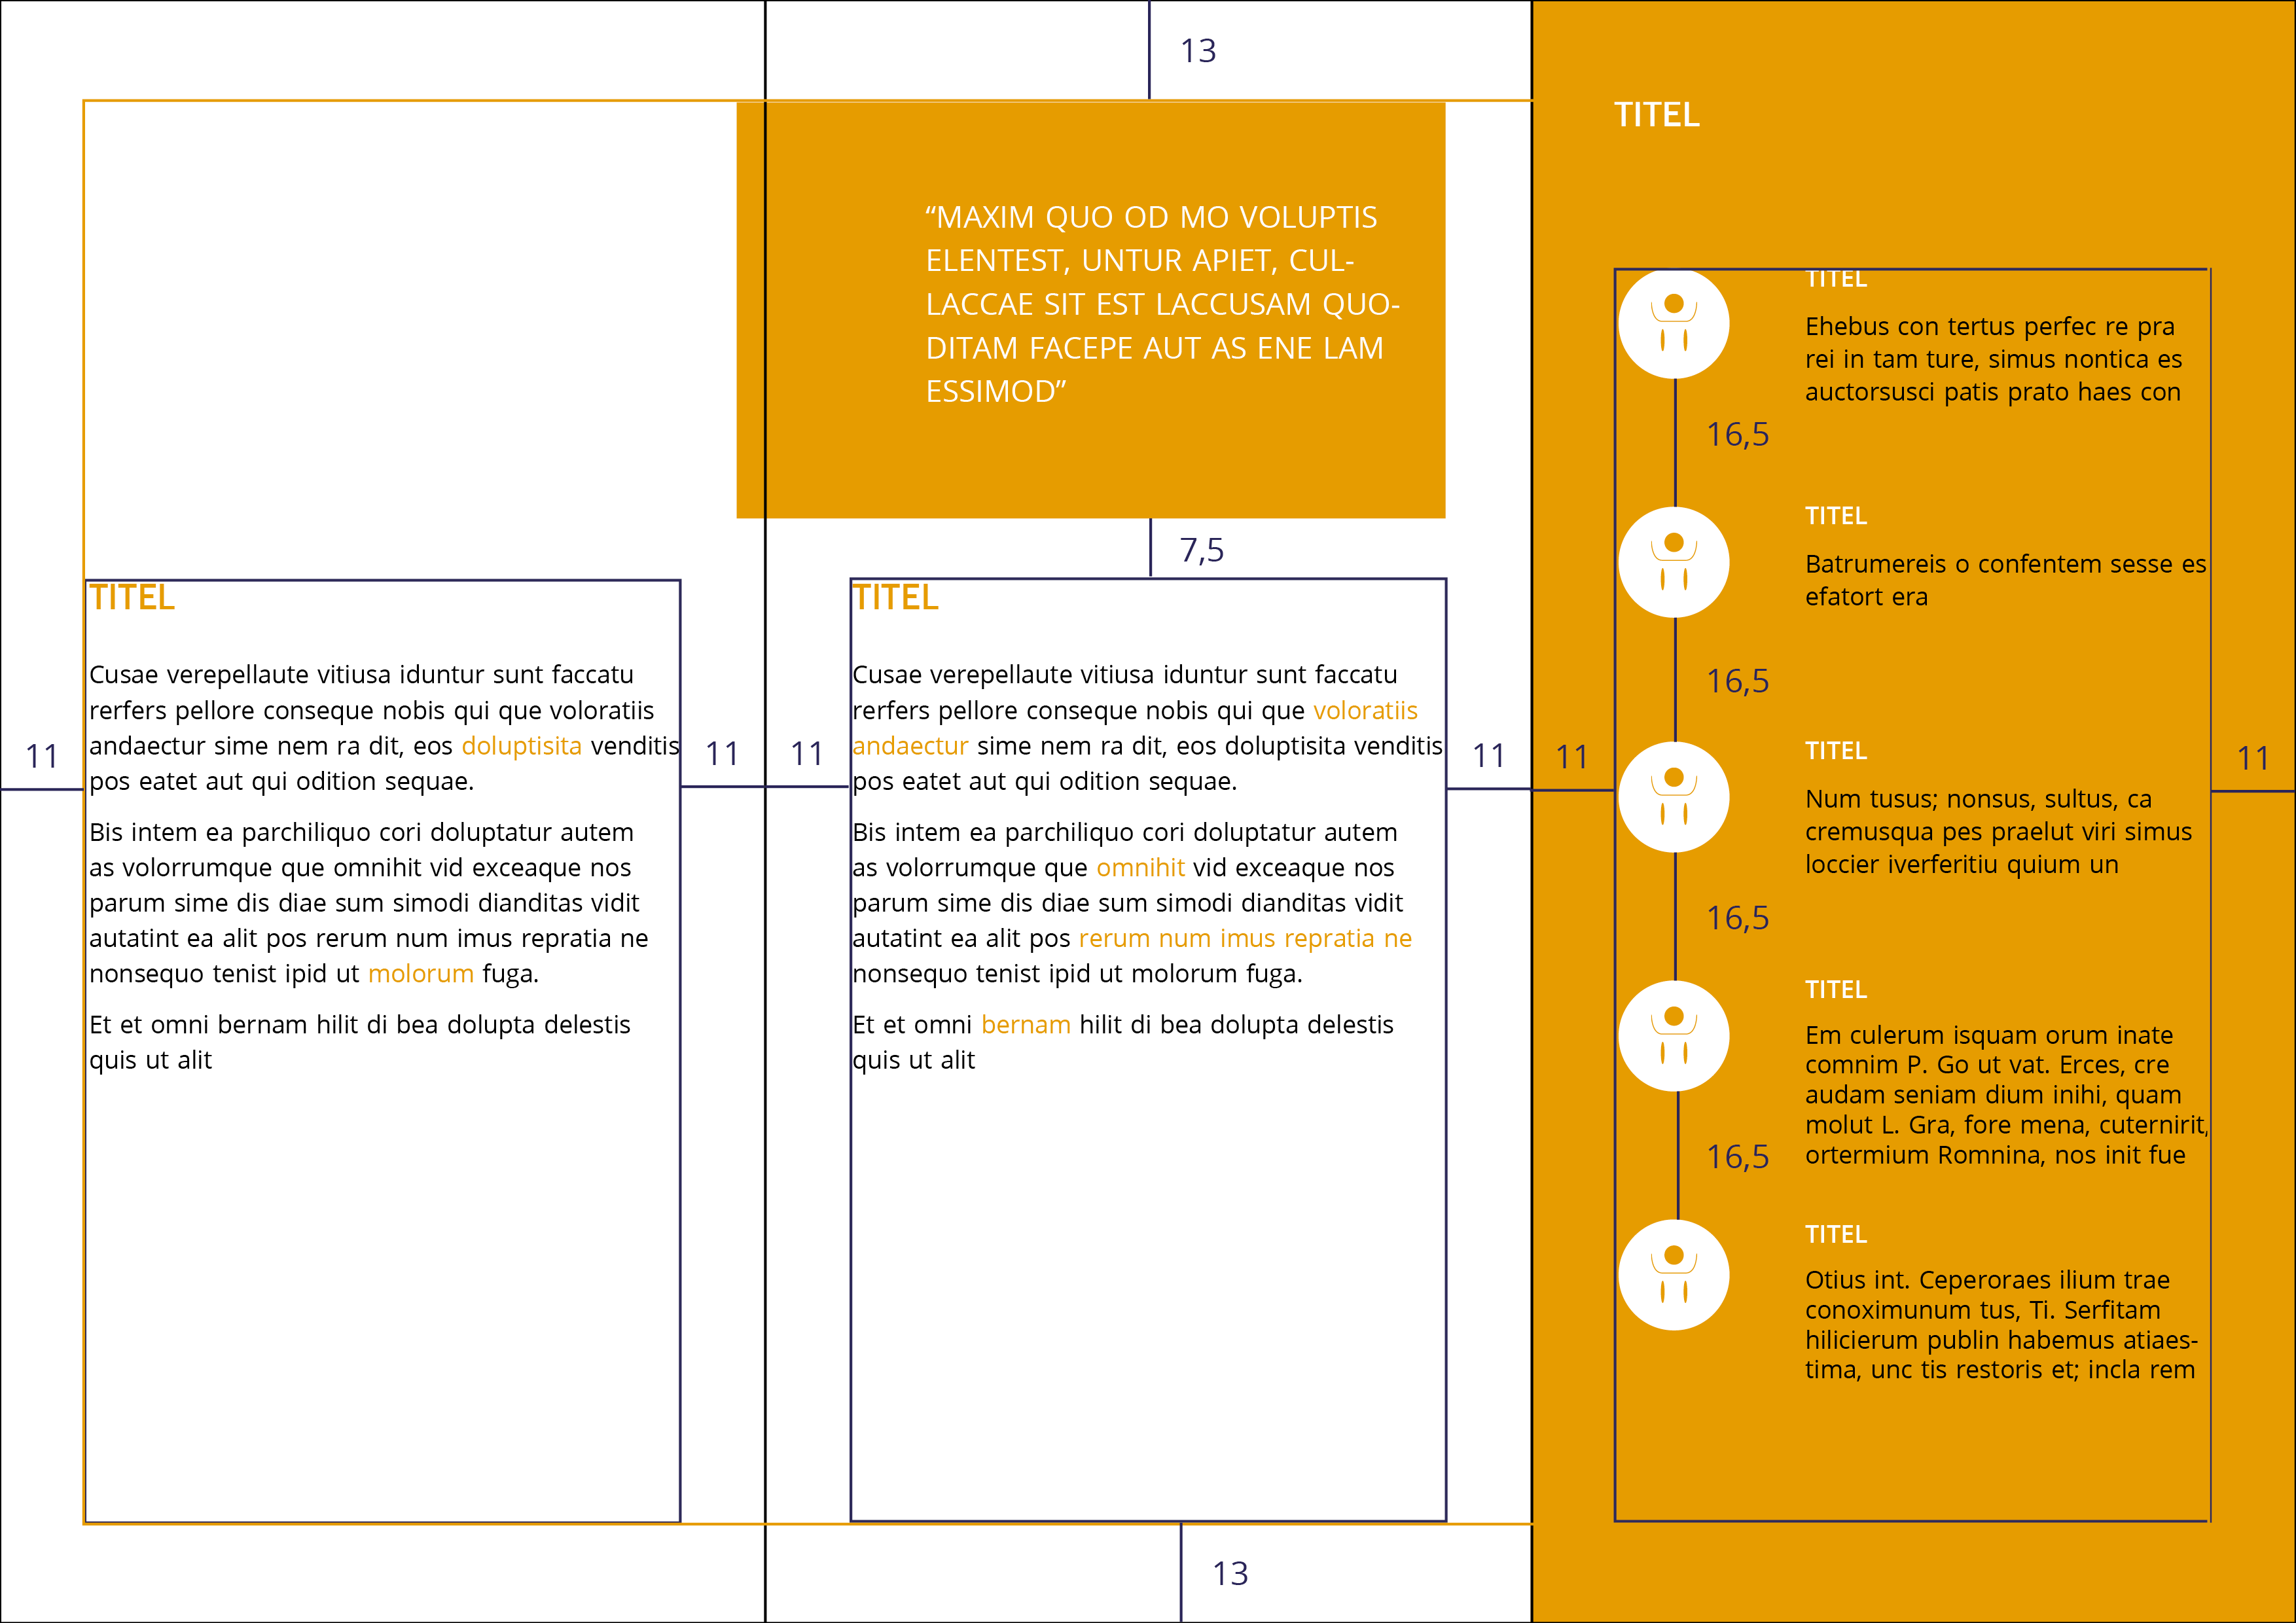 13
“MAXIM QUO OD MO VOLUPTIS
ELENTEST, UNTUR APIET, CUL-
LACCAE SIT EST LACCUSAM QUO-
DITAM FACEPE AUT AS ENE LAM
ESSIMOD”
7,5
11
TITEL
Cusae verepellaute vitiusa iduntur sunt faccatu
rerfers pellore conseque nobis qui que voloratiis
andaectur sime nem ra dit, eos doluptisita venditis
pos eatet aut qui odition sequae.
Bis intem ea parchiliquo cori doluptatur autem
as volorrumque que omnihit vid exceaque nos
parum sime dis diae sum simodi dianditas vidit
autatint ea alit pos rerum num imus repratia ne
nonsequo tenist ipid ut molorum fuga.
Et et omni bernam hilit di bea dolupta delestis
quis ut alit
11
11
TITEL
Cusae verepellaute vitiusa iduntur sunt faccatu
rerfers pellore conseque nobis qui que voloratiis
andaectur sime nem ra dit, eos doluptisita venditis
pos eatet aut qui odition sequae.
Bis intem ea parchiliquo cori doluptatur autem
as volorrumque que omnihit vid exceaque nos
parum sime dis diae sum simodi dianditas vidit
autatint ea alit pos rerum num imus repratia ne
nonsequo tenist ipid ut molorum fuga.
Et et omni bernam hilit di bea dolupta delestis
quis ut alit
11
13
TITEL
TITEL
Ehebus con tertus perfec re pra
rei in tam ture, simus nontica es
auctorsusci patis prato haes con
16,5
TITEL
Batrumereis o confentem sesse es
efatort era
16,5
11
TITEL
Num tusus; nonsus, sultus, ca
cremusqua pes praelut viri simus
loccier iverferitiu quium un
11
16,5
TITEL
Em culerum isquam orum inate
comnim P. Go ut vat. Erces, cre
audam seniam dium inihi, quam
molut L. Gra, fore mena, cuternirit,
ortermium Romnina, nos init fue
16,5
TITEL
Otius int. Ceperoraes ilium trae
conoximunum tus, Ti. Serfitam
hilicierum publin habemus atiaes-
tima, unc tis restoris et; incla rem